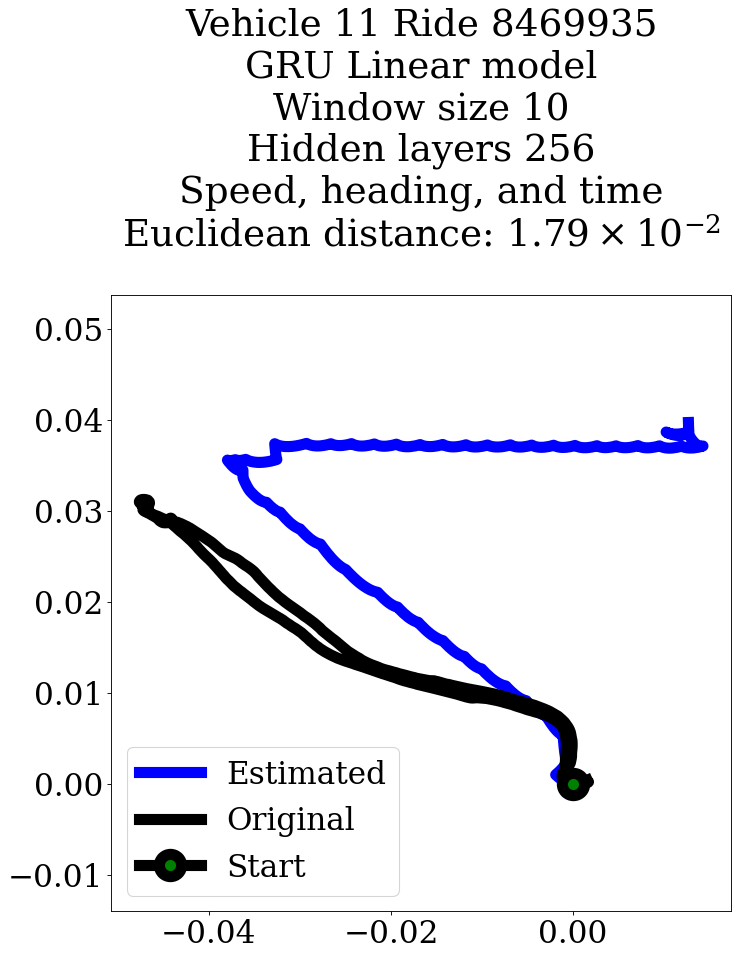 Vehicle 11 Ride 8469935
GRU Linear model
Window size 10
Hidden layers 256
Speed, heading, and time
Euclidean distance: 1.79 × 10⁻²
0.05
0.04
0.03
0.02
0.01
0.00
−0.01
Estimated
Original
Start
−0.04
−0.02
0.00